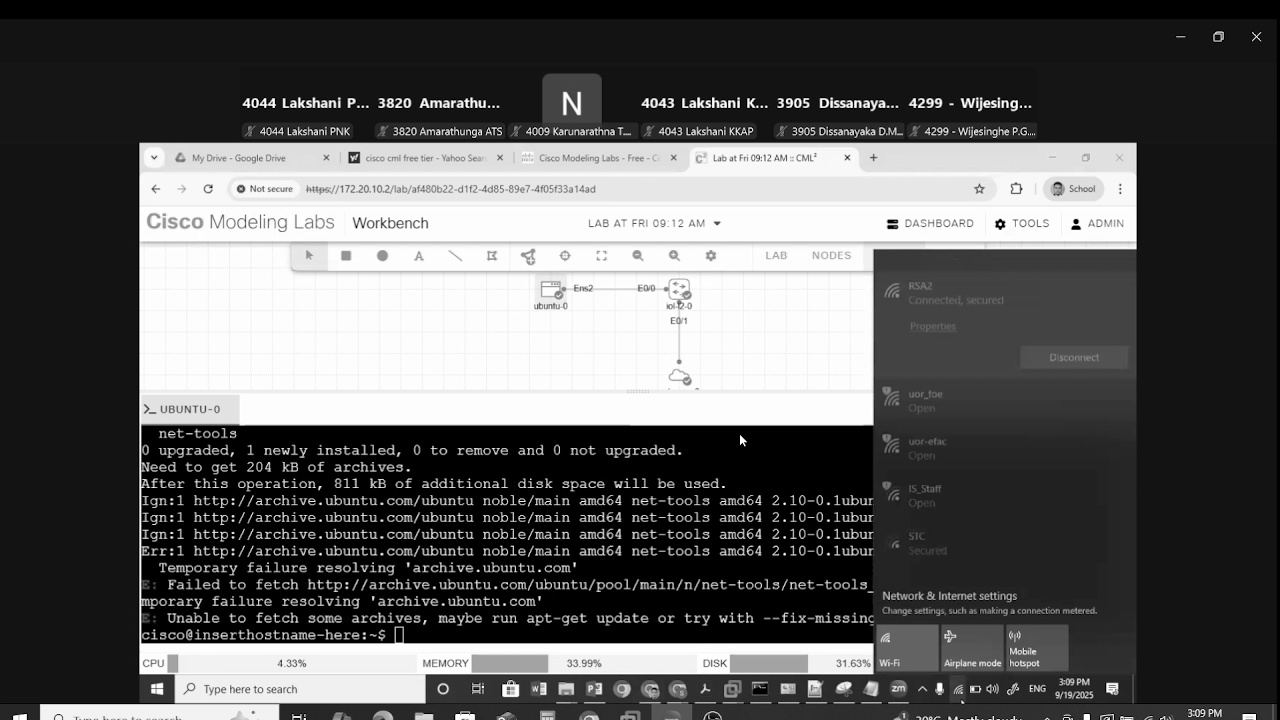 4044 Lakshani P... 3820 Amarathu... N 4043 Lakshani K... 3905 Dissanaya... 4299 - Wijesing...
4044 Lakshani PNK 3820 Amarathunga ATS 4009 Karunarathna T... 4043 Lakshani KKAP 3905 Dissanayaka D.M... 4299 - Wijesinghe P.G....
My Drive - Google Drive cisco cml free tier - Yahoo Sear Cisco Modeling Labs - Free - C Lab at Fri 09:12 AM :: CML²
Not secure https://172.20.10.2/lab/af480b22-d1f2-4d85-89e7-4f05f33a14ad School
Cisco Modeling Labs Workbench LAB AT FRI 09:12 AM DASHBOARD TOOLS ADMIN
A LAB NODES
Ens2 E0/0
ubuntu-0 iol-l2-0
E0/1
RSA2
Connected, secured
Properties
Disconnect
uor_foe
Open
uor-efac
Open
IS_Staff
Open
STC
Secured
Network & Internet settings
Change settings, such as making a connection metered.
Wi-Fi Airplane mode Mobile hotspot
UBUNTU-0
net-tools
0 upgraded, 1 newly installed, 0 to remove and 0 not upgraded.
Need to get 204 kB of archives.
After this operation, 811 kB of additional disk space will be used.
Ign:1 http://archive.ubuntu.com/ubuntu noble/main amd64 net-tools amd64 2.10-0.1ubun
Ign:1 http://archive.ubuntu.com/ubuntu noble/main amd64 net-tools amd64 2.10-0.1ubun
Ign:1 http://archive.ubuntu.com/ubuntu noble/main amd64 net-tools amd64 2.10-0.1ubun
Err:1 http://archive.ubuntu.com/ubuntu noble/main amd64 net-tools amd64 2.10-0.1ubun
Temporary failure resolving 'archive.ubuntu.com'
E: Failed to fetch http://archive.ubuntu.com/ubuntu/pool/main/n/net-tools/net-tools_
mporary failure resolving 'archive.ubuntu.com'
E: Unable to fetch some archives, maybe run apt-get update or try with --fix-missing
cisco@inserthostname-here:~$
CPU 4.33% MEMORY 33.99% DISK 31.63%
Type here to search zm ENG 3:09 PM
9/19/2025
Type here to search Mostly cloudy 3:09 PM